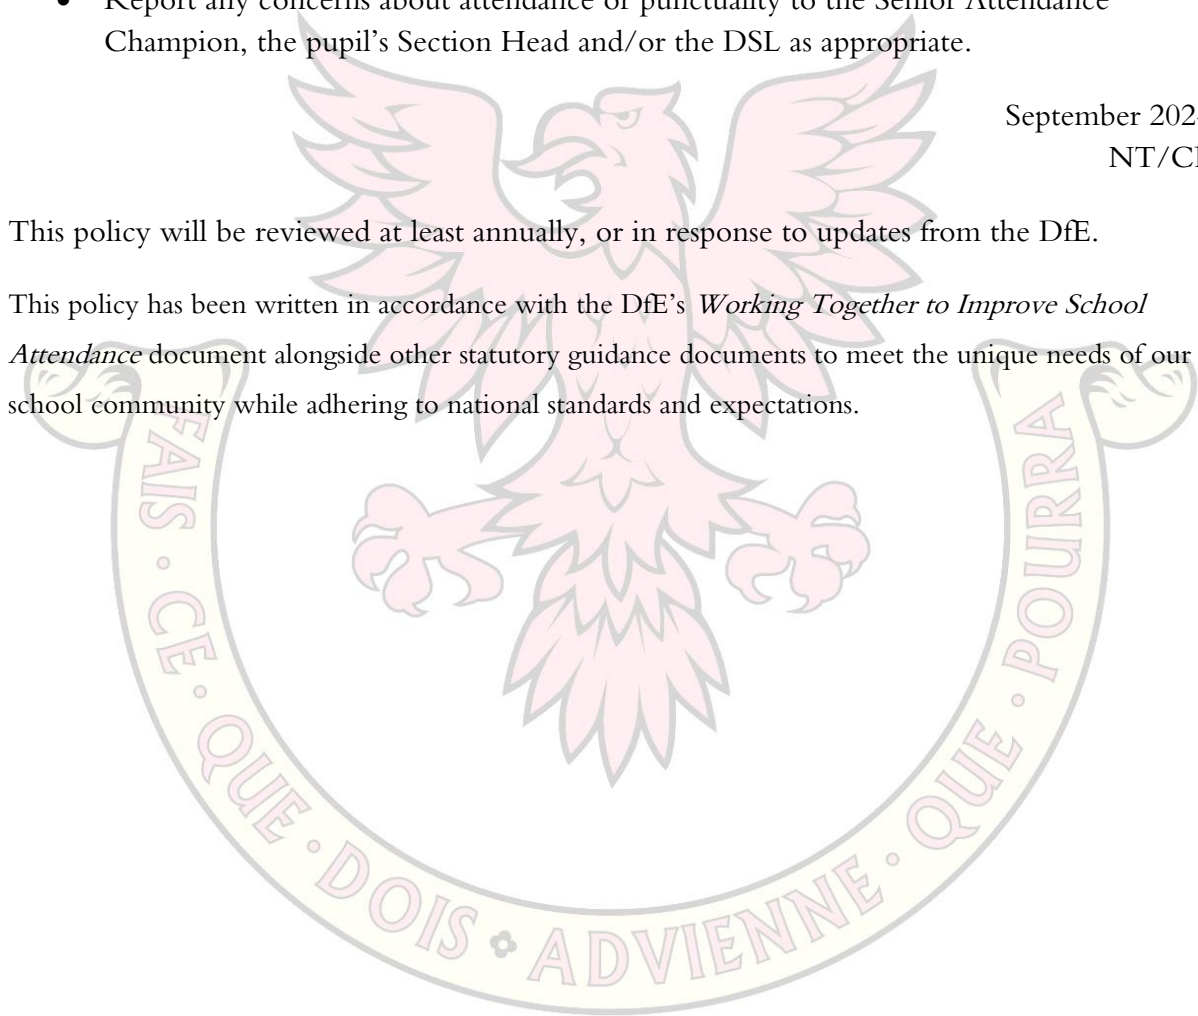 • Report any concerns about attendance or punctuality to the Senior Attendance
Champion, the pupil’s Section Head and/or the DSL as appropriate.
September 202
NT/C
This policy will be reviewed at least annually, or in response to updates from the DfE.
This policy has been written in accordance with the DfE’s Working Together to Improve School
Attendance document alongside other statutory guidance documents to meet the unique needs of our
school community while adhering to national standards and expectations.
FAIS · CE · QUE · DOIS ADVIENNE · QUE · POURRA